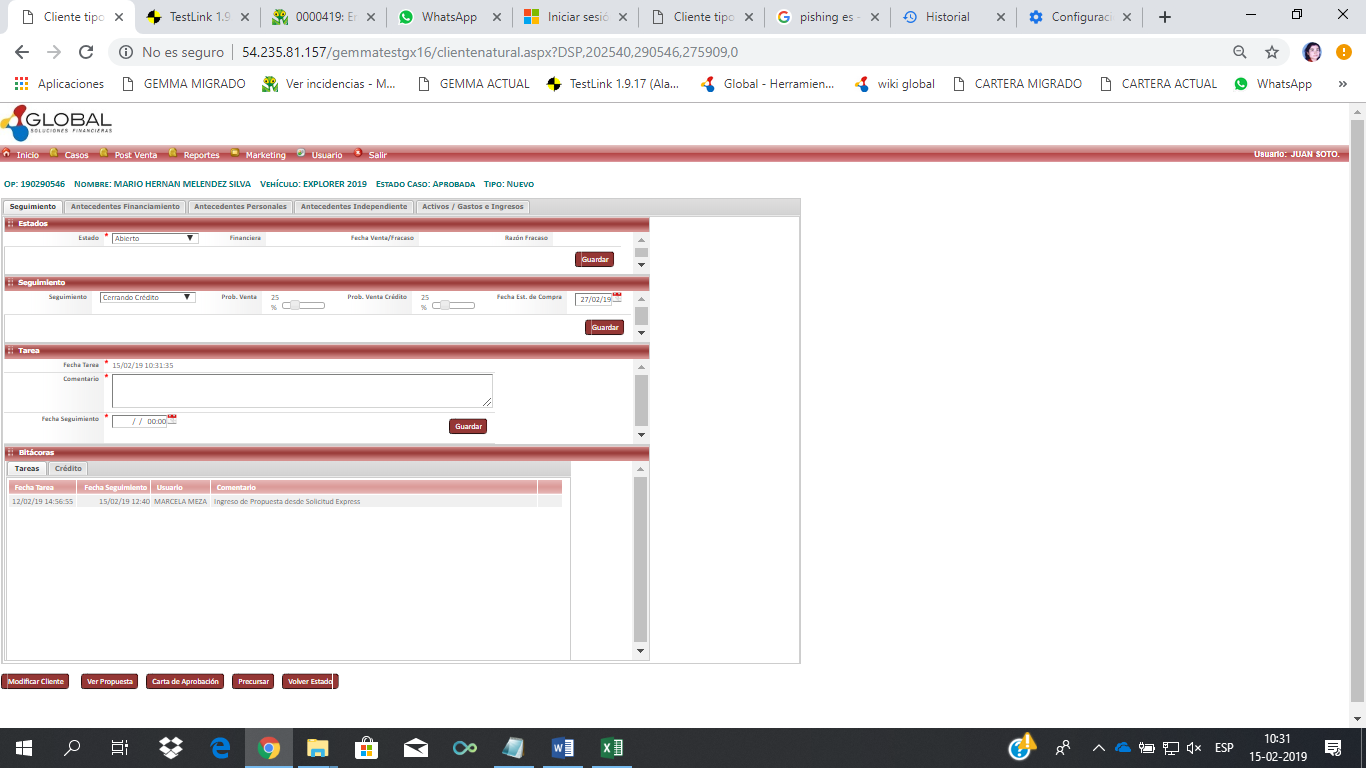 Cliente tipo
TestLink 1.9
0000419: Er
WhatsApp
Iniciar sesió
Cliente tipo
pishing es -
Historial
Configuraci
No es seguro | 54.235.81.157/gemmatestgx16/clientenatural.aspx?DSP,202540,290546,275909,0
Aplicaciones GEMMA MIGRADO Ver incidencias - M... GEMMA ACTUAL TestLink 1.9.17 (Ala... Global - Herramien... wiki global CARTERA MIGRADO CARTERA ACTUAL WhatsApp »
GLOBAL
SOLUCIONES FINANCIERAS
Inicio Casos Post Venta Reportes Marketing Usuario Salir Usuario: JUAN SOTO.
Op: 190290546 Nombre: MARIO HERNAN MELENDEZ SILVA Vehículo: EXPLORER 2019 Estado Caso: Aprobada Tipo: Nuevo
Seguimiento Antecedentes Financiamiento Antecedentes Personales Antecedentes Independiente Activos / Gastos e Ingresos
Estados
Estado * Abierto Financiera Fecha Venta/Fracaso Razón Fracaso
Guardar
Seguimiento
Seguimiento Cerrando Crédito Prob. Venta 25 % Prob. Venta Crédito 25 % Fecha Est. de Compra 27/02/19
Guardar
Tarea
Fecha Tarea * 15/02/19 10:31:35
Comentario *
Fecha Seguimiento * / / 00:00 Guardar
Bitácoras
Tareas Crédito
Fecha Tarea Fecha Seguimiento Usuario Comentario
12/02/19 14:56:55 15/02/19 12:40 MARCELA MEZA Ingreso de Propuesta desde Solicitud Express
Modificar Cliente Ver Propuesta Carta de Aprobación Precursar Volver Estado
ESP
10:31
15-02-2019